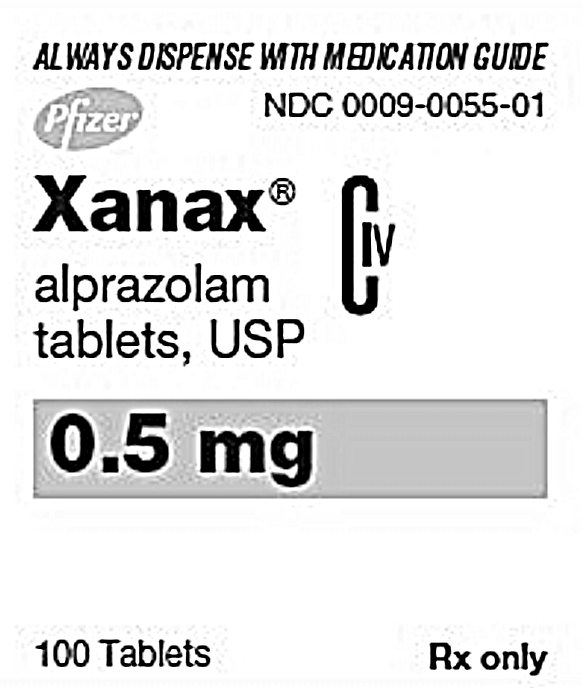 ALWAYS DISPENSE WITH MEDICATION GUIDE
Pfizer
NDC 0009-0055-01
Xanax®
CIV
alprazolam
tablets, USP
0.5 mg
100 Tablets
Rx only